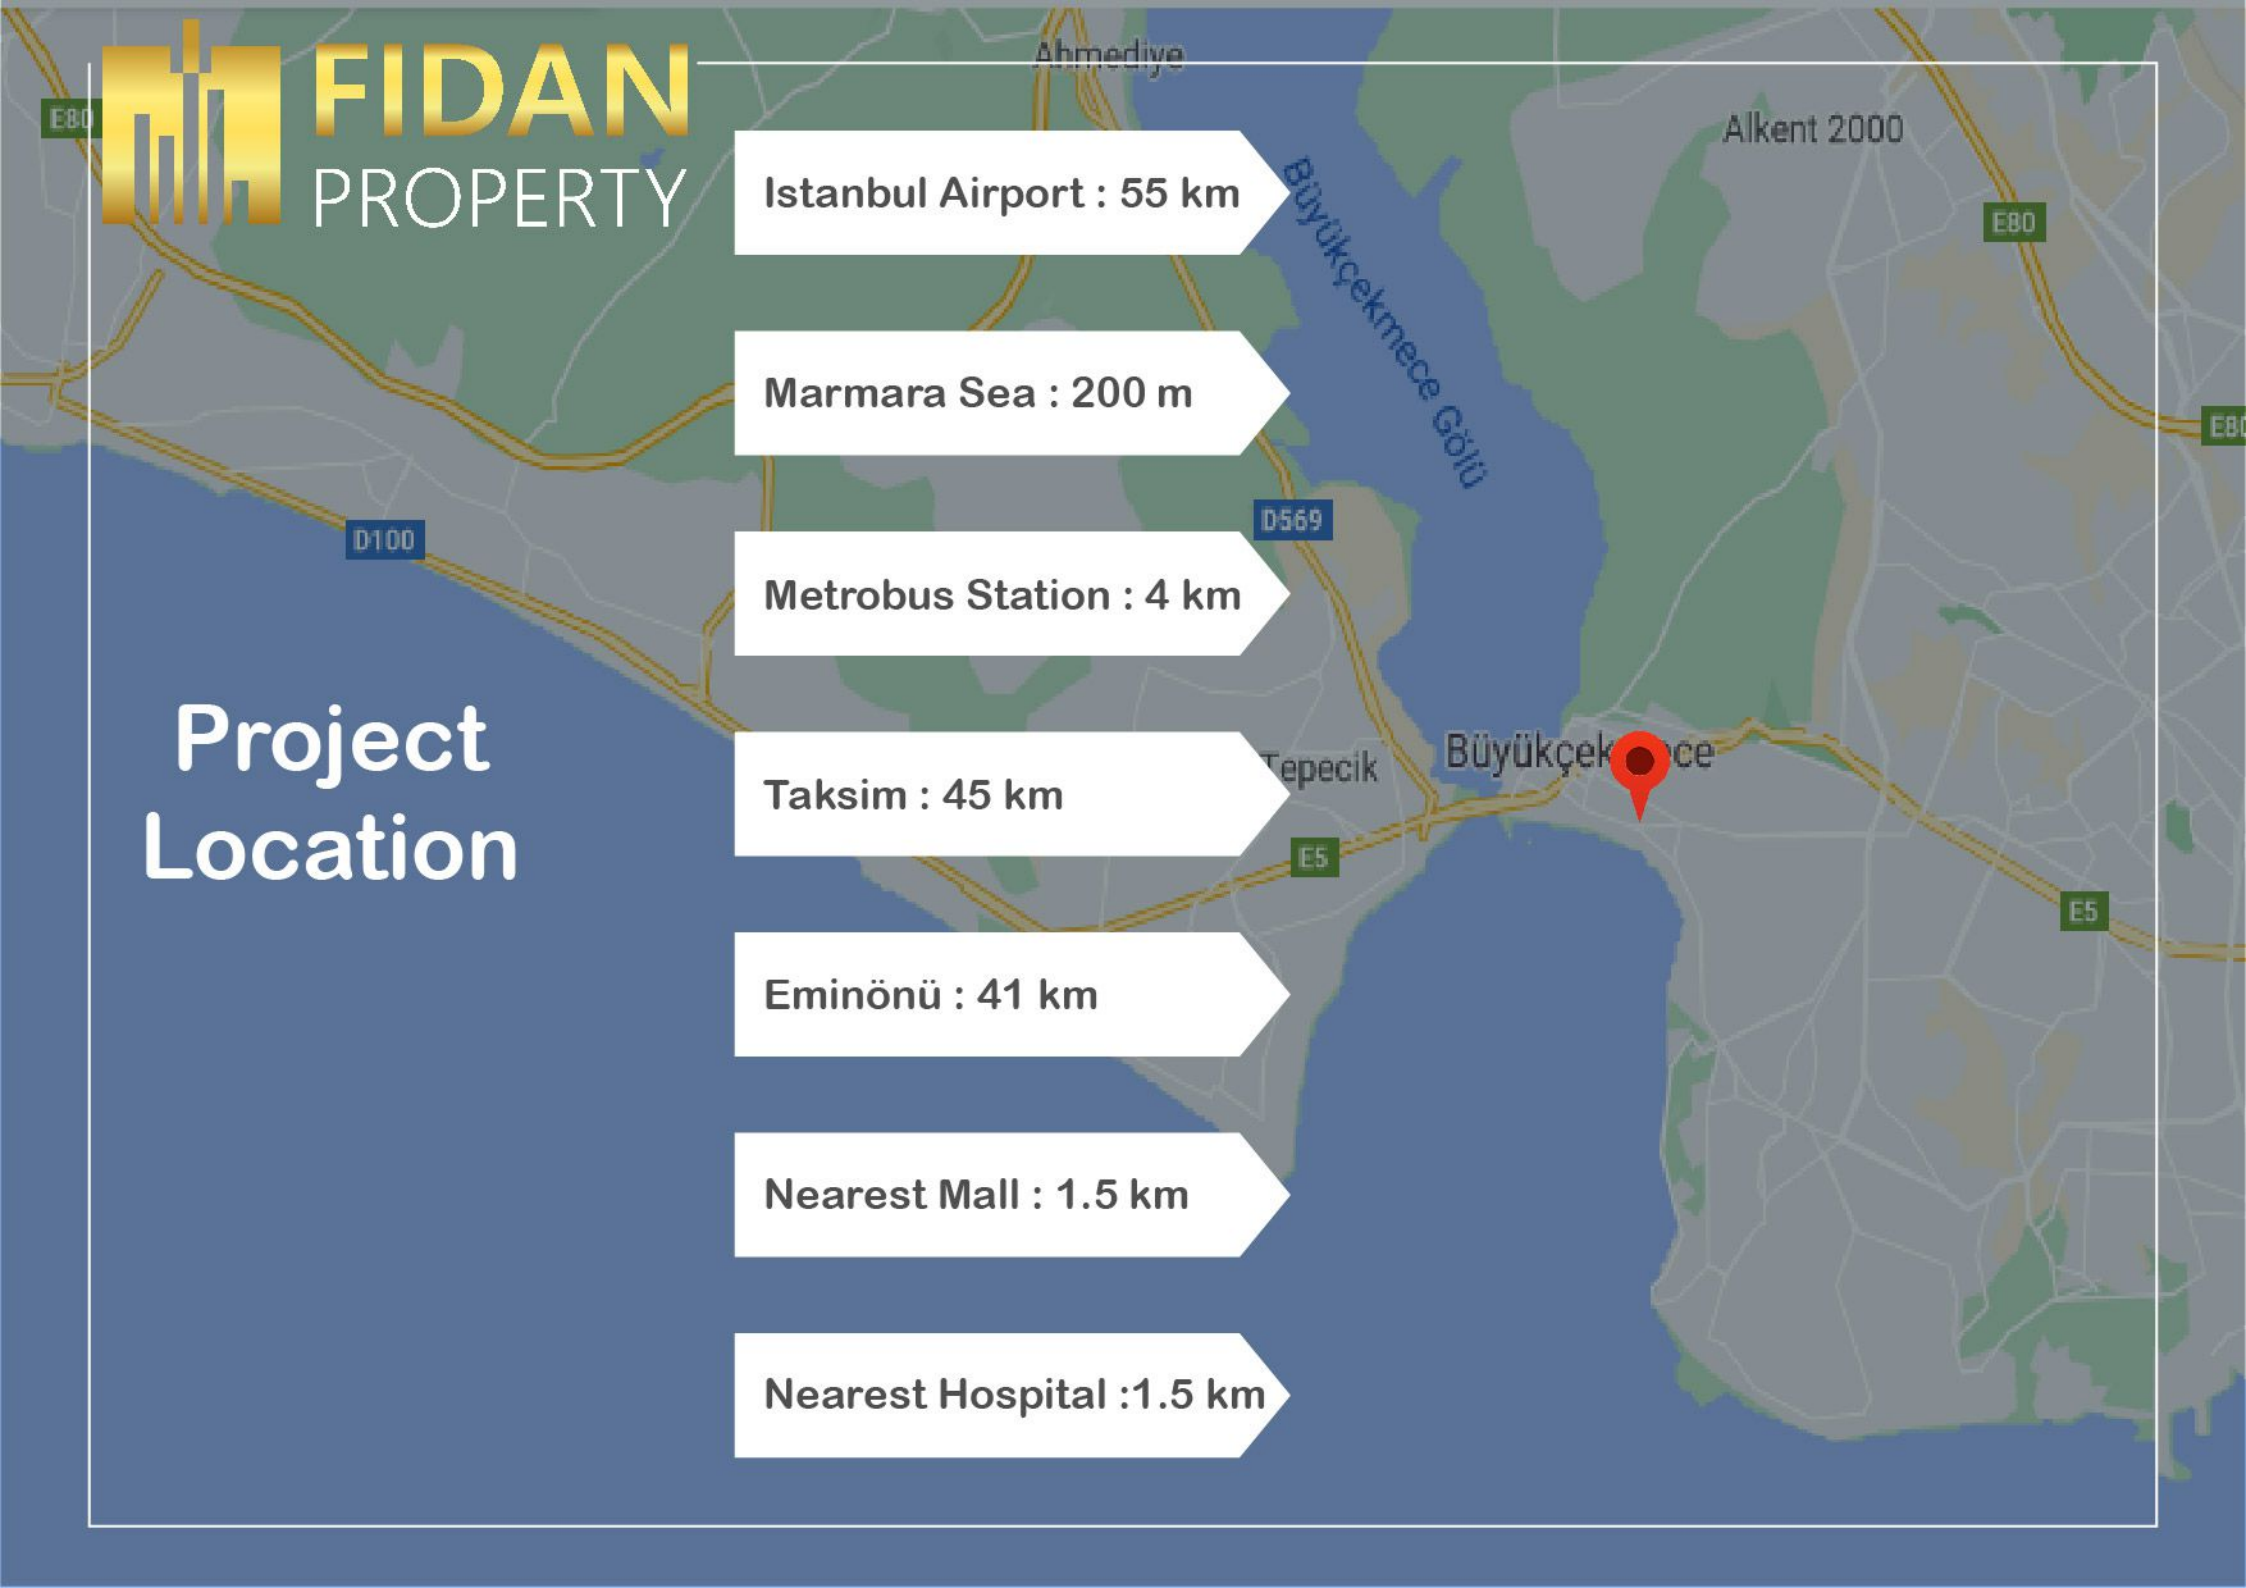 FIDAN
PROPERTY
Project
Location
Istanbul Airport : 55 km
Marmara Sea : 200 m
Metrobus Station : 4 km
Taksim : 45 km
Eminönü : 41 km
Nearest Mall : 1.5 km
Nearest Hospital :1.5 km
Ahmediye
Alkent 2000
E80
E80
E80
Büyükçekmece Gölü
D100
D569
Tepecik
Büyükçek ce
E5
E5